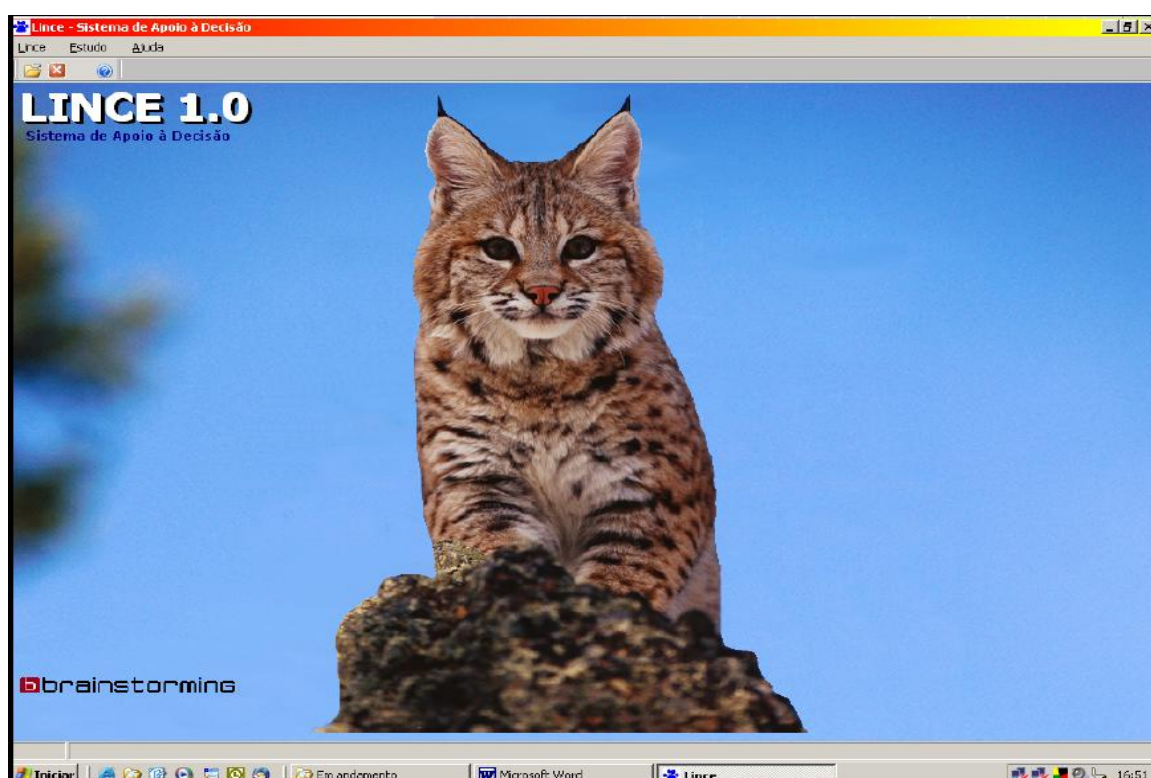 Lince - Sistema de Apoio à Decisão
Lince Estudo Ajuda
LINCE 1.0
Sistema de Apoio à Decisão
brainstorming
Iniciar Em andamento Microsoft Word Lince 16:51